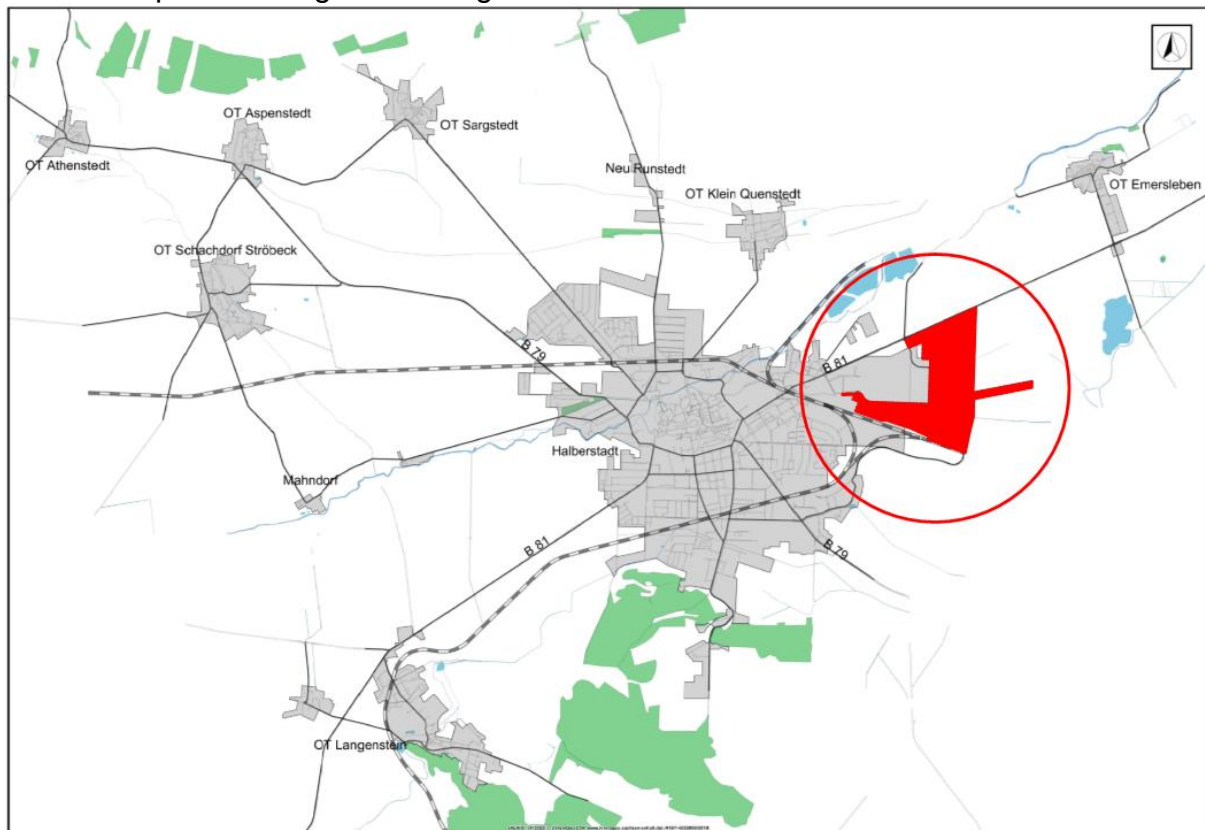 OT Aspenstedt
OT Sargstedt
OT Athenstedt
Neu Runstedt
OT Klein Quenstedt
OT Emersleben
OT Schachdorf Ströbeck
B 79
B 81
Halberstadt
Mahndorf
B 81
B 79
OT Langenstein